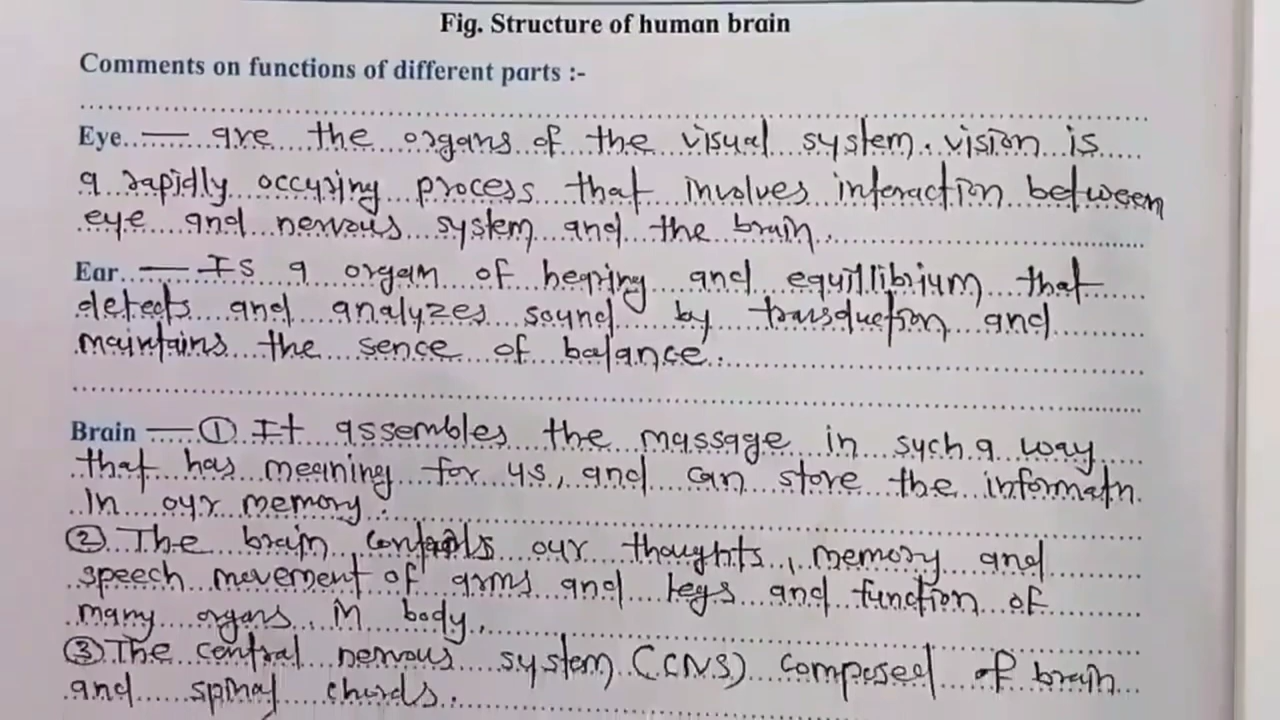 Fig. Structure of human brain
Comments on functions of different parts :-
Eye — are the organs of the visual system. vision is
a rapidly occuring process that involves interaction between
eye and nervous system and the brain.
Ear — Is a organ of hearing and equillibrium that
detects and analyzes sound by transduction and
maintains the sence of balance.
Brain — ① It assembles the massage in such a way
that has meaning for us, and can store the informatn
in our memory.
② The brain controls our thoughts, memory and
speech movement of arms and legs and function of
many organs in body.
③ The central nervous system (CNS) composed of brain
and spinal chords.